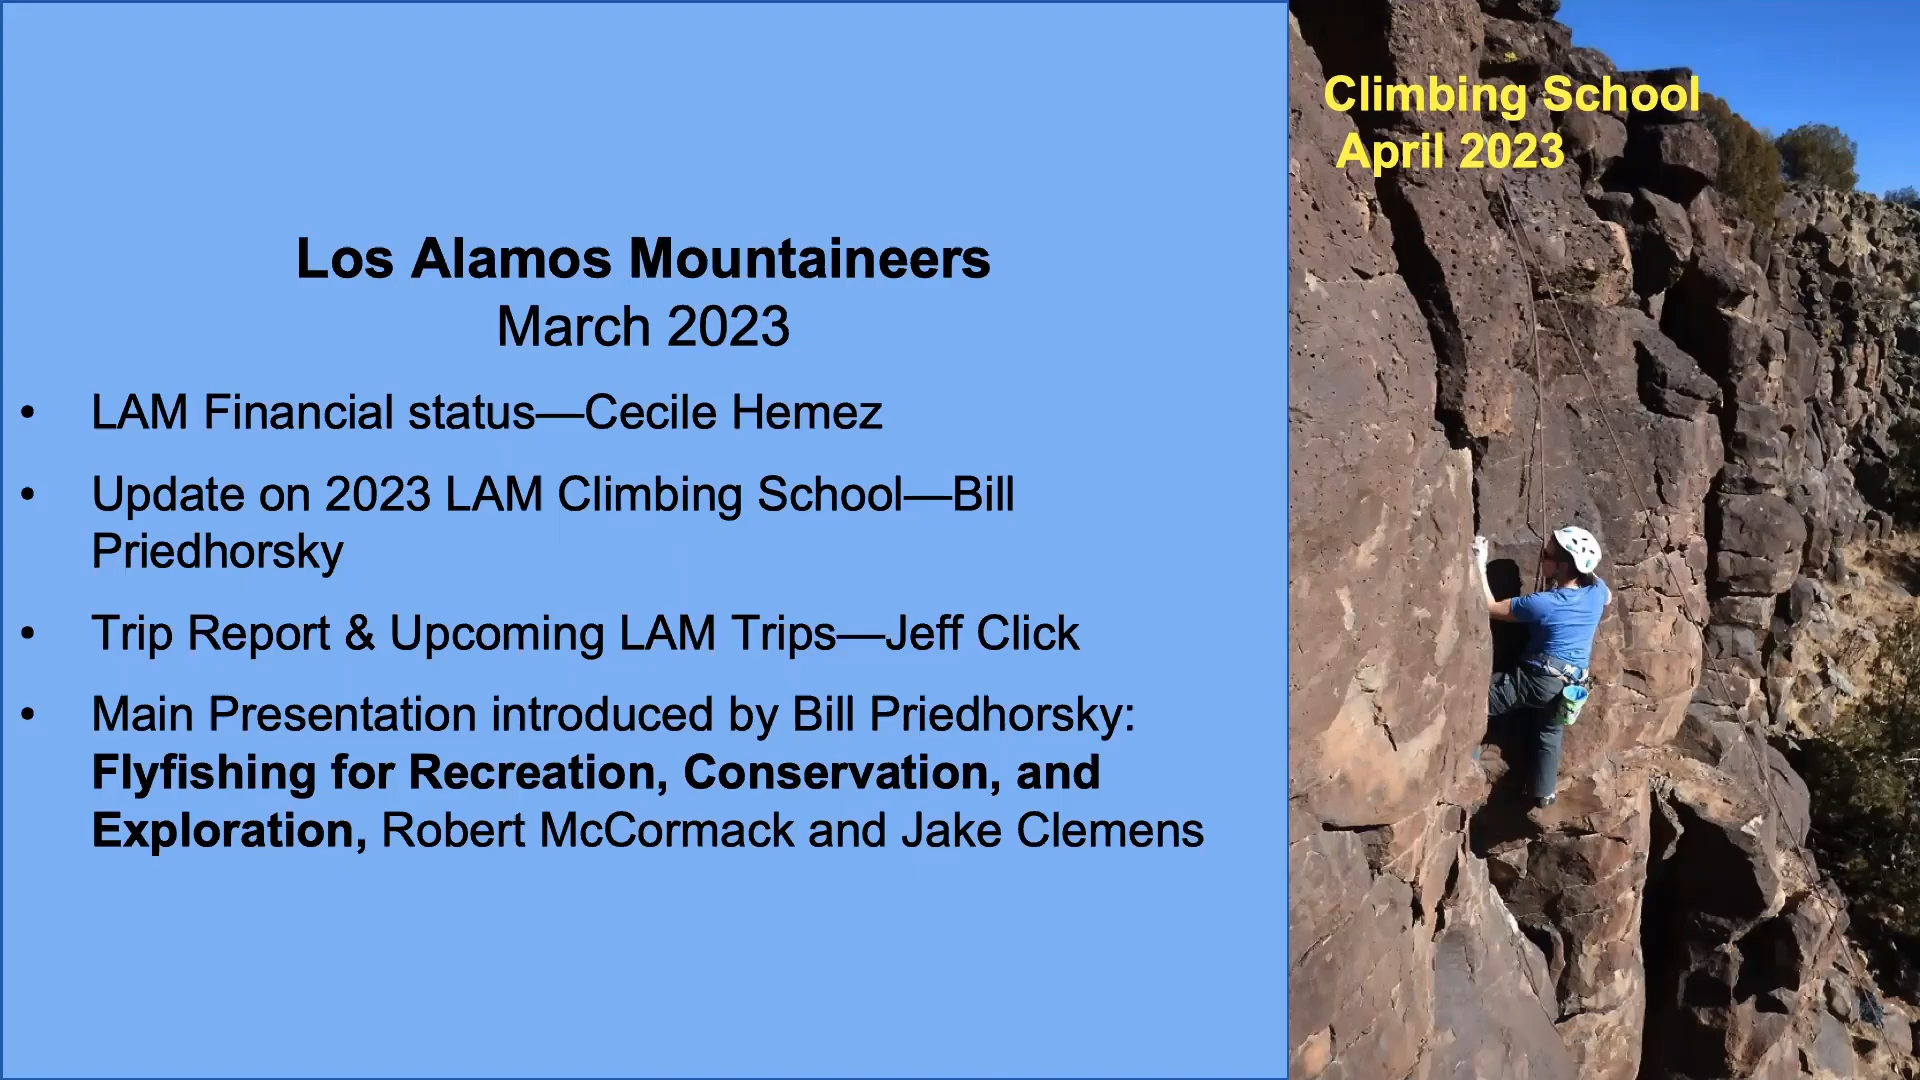 Los Alamos Mountaineers
March 2023
• LAM Financial status—Cecile Hemez
• Update on 2023 LAM Climbing School—Bill
Priedhorsky
• Trip Report & Upcoming LAM Trips—Jeff Click
• Main Presentation introduced by Bill Priedhorsky:
Flyfishing for Recreation, Conservation, and
Exploration, Robert McCormack and Jake Clemens
Climbing School
April 2023